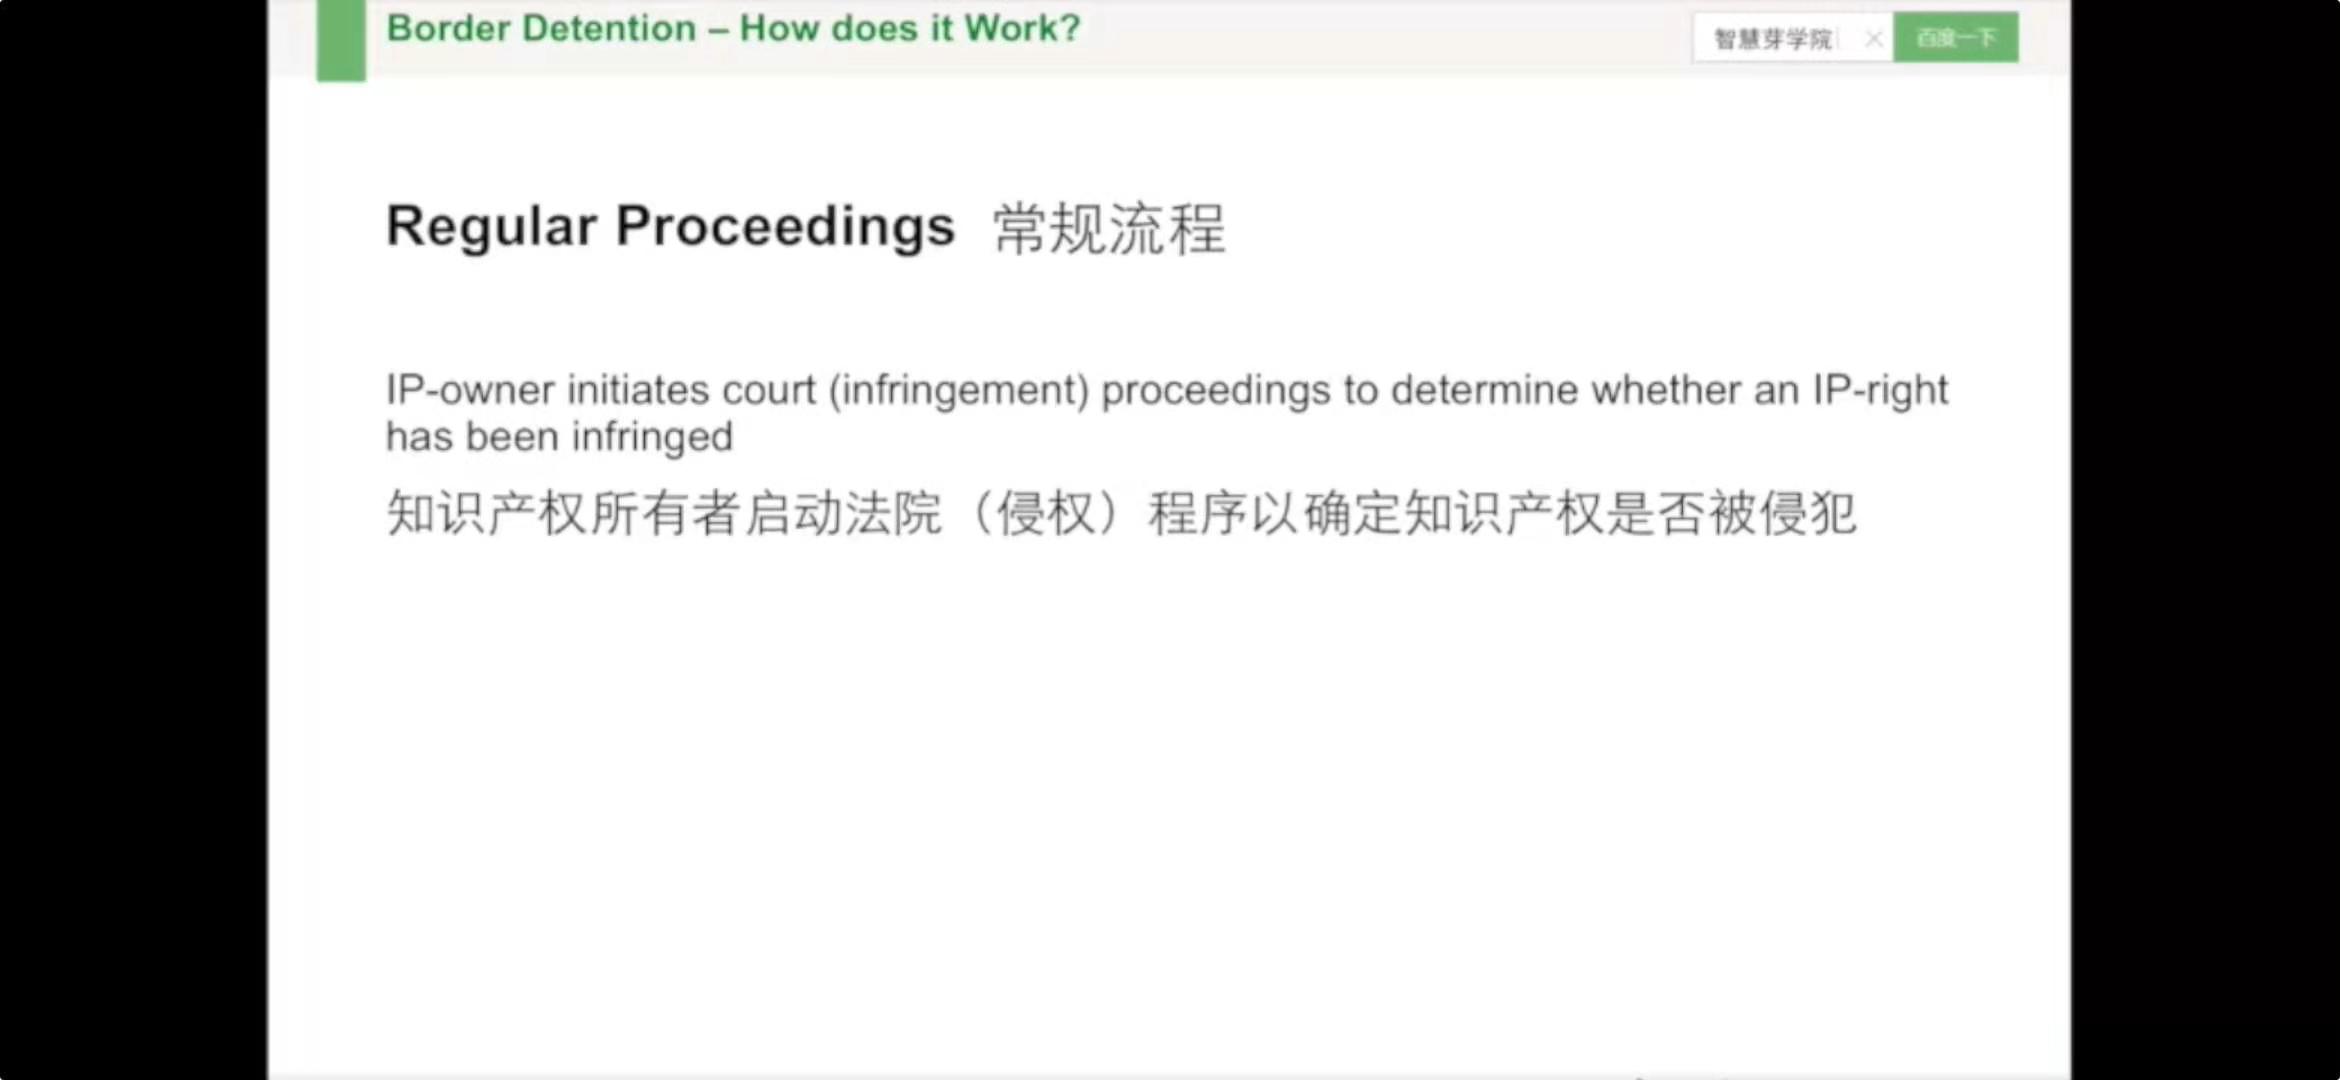 Border Detention – How does it Work?
智慧芽学院
百度一下
Regular Proceedings 常规流程
IP-owner initiates court (infringement) proceedings to determine whether an IP-right
has been infringed
知识产权所有者启动法院（侵权）程序以确定知识产权是否被侵犯